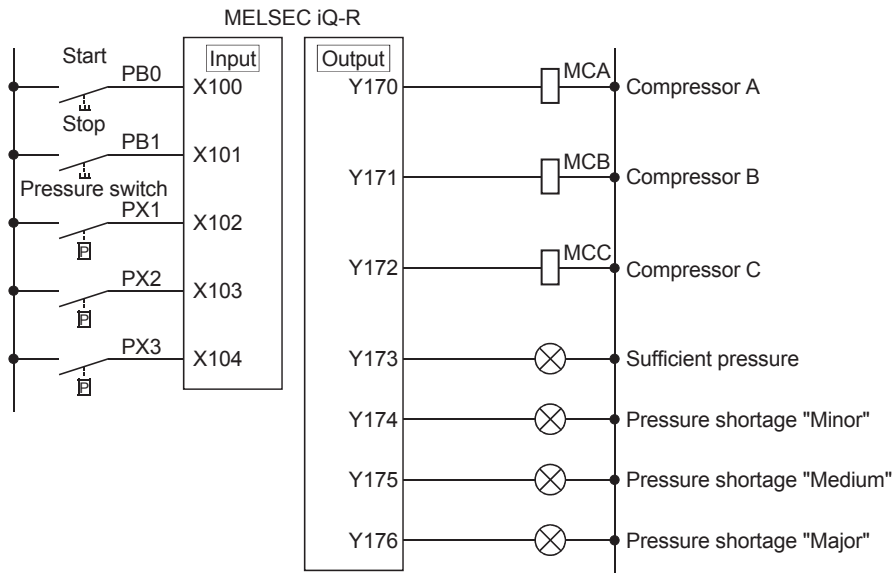 MELSEC iQ-R
Input
Output
Start
PB0
X100
Stop
PB1
X101
Pressure switch
PX1
X102
P
PX2
X103
P
PX3
X104
P
Y170
MCA
Compressor A
Y171
MCB
Compressor B
Y172
MCC
Compressor C
Y173
Sufficient pressure
Y174
Pressure shortage "Minor"
Y175
Pressure shortage "Medium"
Y176
Pressure shortage "Major"